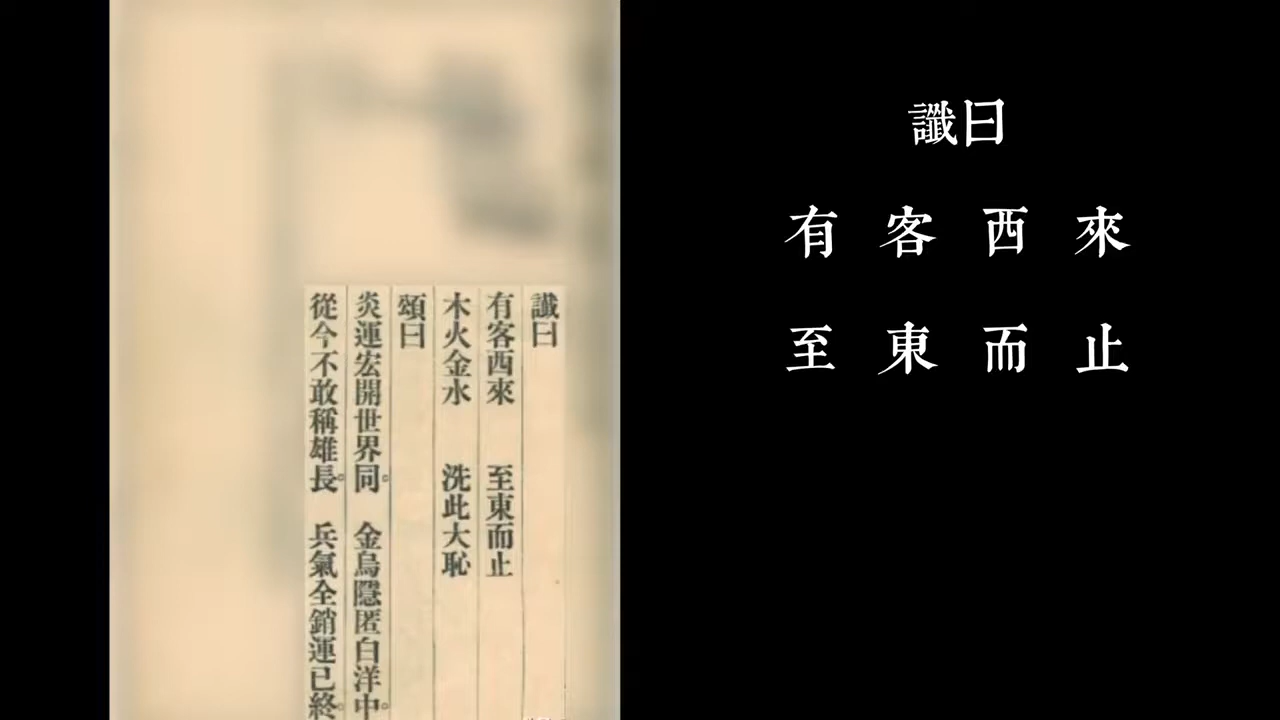 讖曰
有客西來　至東而止
木火金水　洗此大恥
頌曰
炎運宏開世界同。　金烏隱匿白洋中。
從今不敢稱雄長。　兵氣全銷運已終。
讖曰
有客西來
至東而止